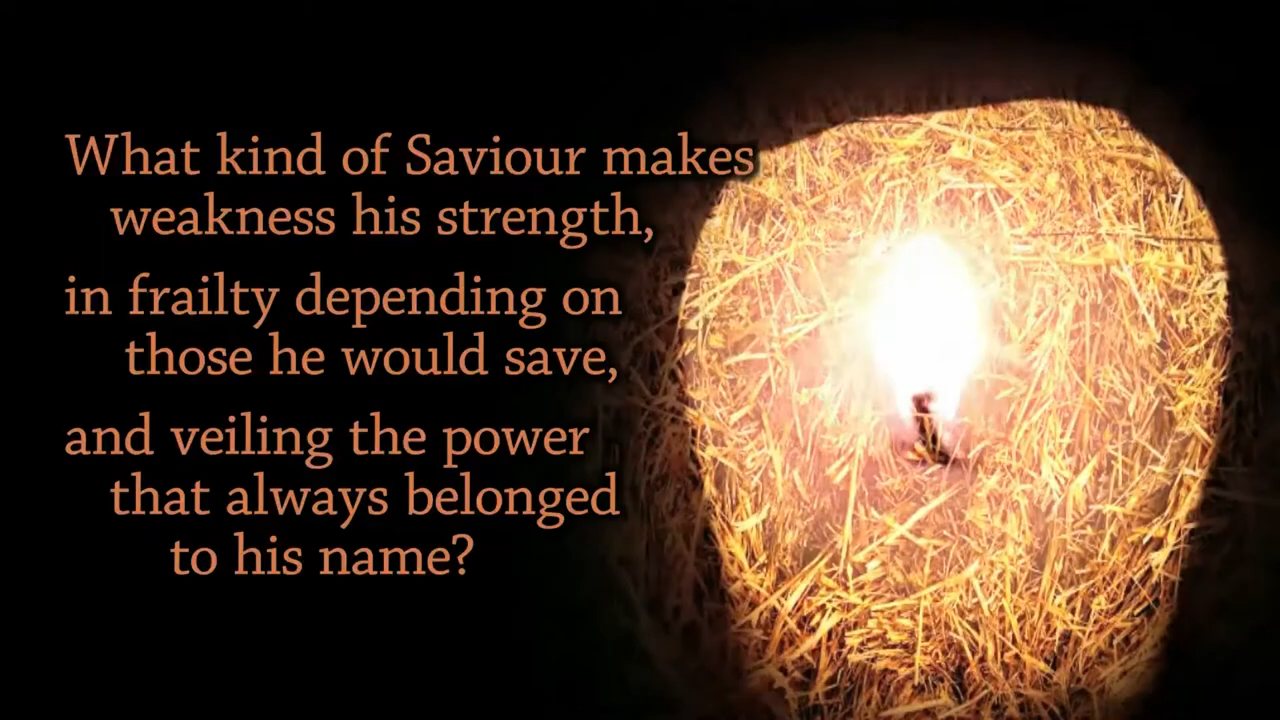 What kind of Saviour makes
weakness his strength,
in frailty depending on
those he would save,
and veiling the power
that always belonged
to his name?